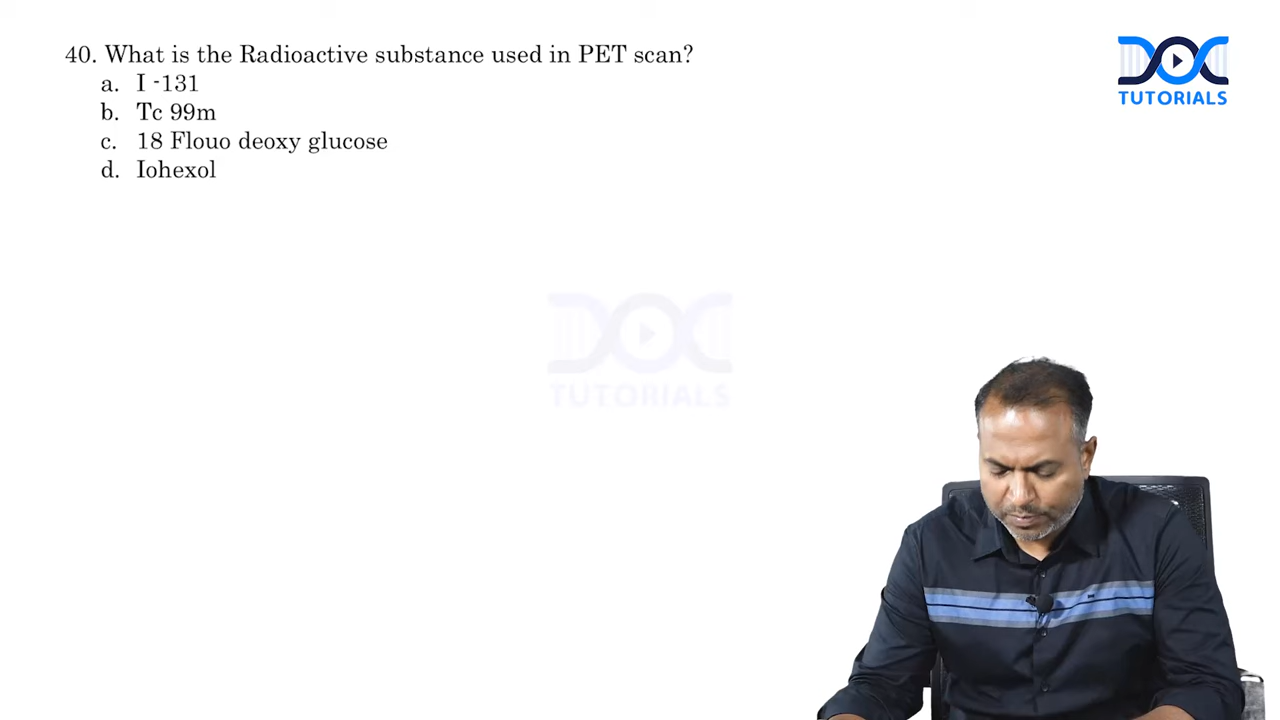 40. What is the Radioactive substance used in PET scan?
a. I -131
b. Tc 99m
c. 18 Flouo deoxy glucose
d. Iohexol
TUTORIALS
TUTORIALS